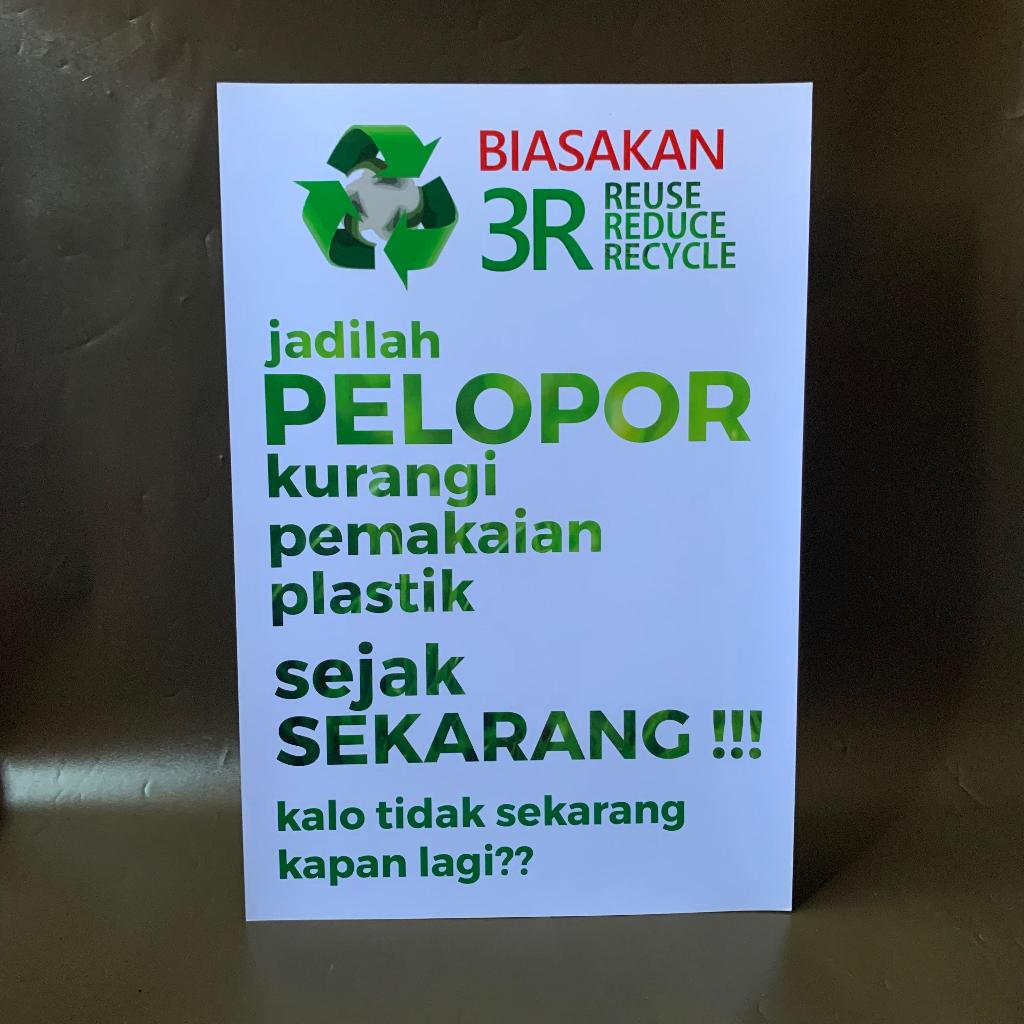 BIASAKAN
3R REUSE
REDUCE
RECYCLE
jadilah
PELOPOR
kurangi
pemakaian
plastik
sejak
SEKARANG !!!
kalo tidak sekarang
kapan lagi??